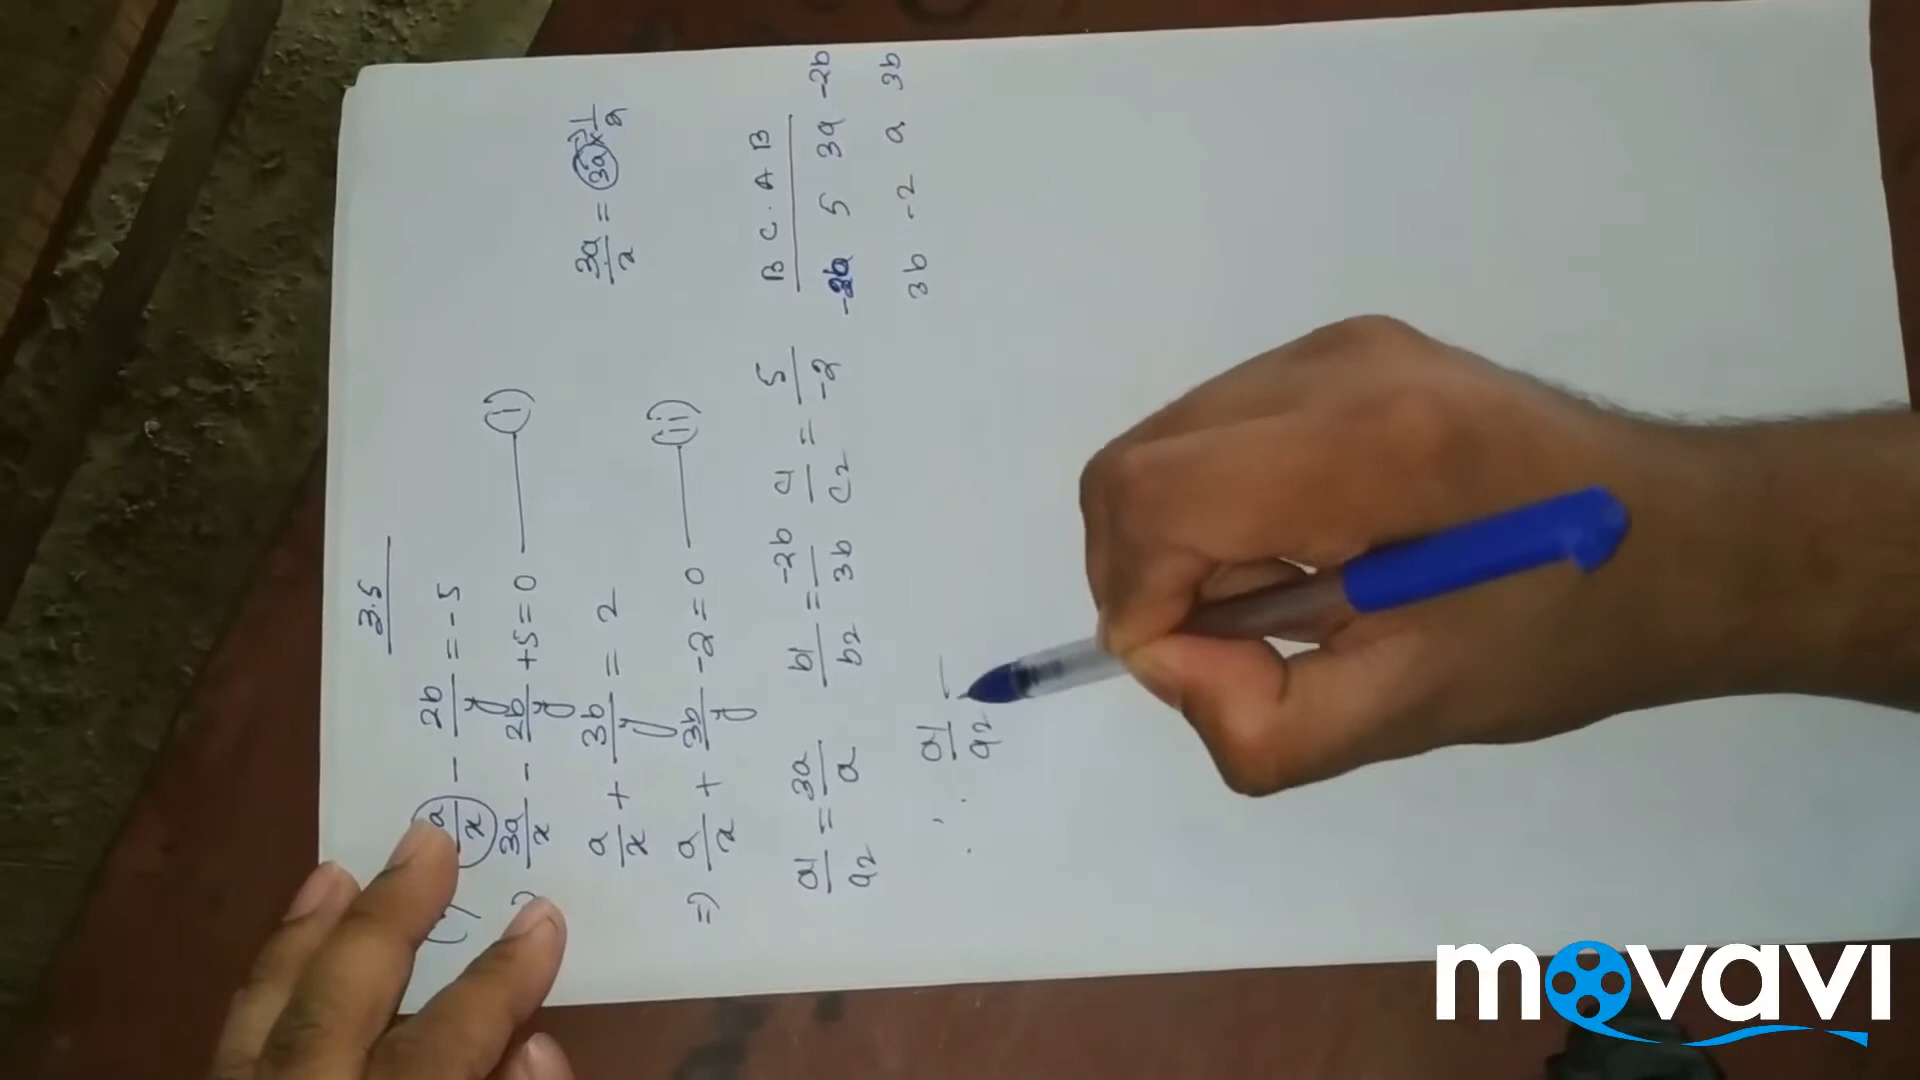 3.5
a/x - 2b/y = -5
3a/x - 2b/y + 5 = 0 —— (i)
a/x + 3b/y = 2
=> a/x + 3b/y - 2 = 0 —— (ii)
3a/x = 3a × 1/x
a1/a2 = 3a/a b1/b2 = -2b/3b c1/c2 = 5/-2
B C A B
-2b 5 3a -2b
3b -2 a 3b
∴ a1/a2
movavi